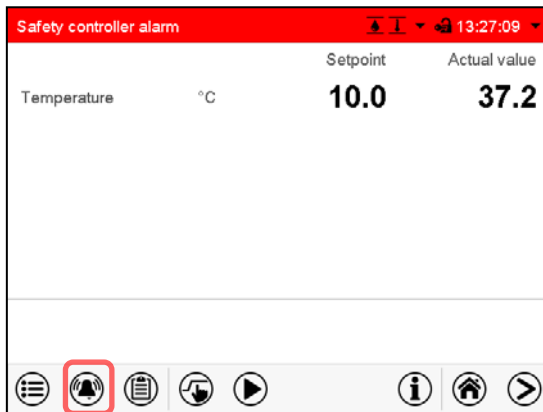 Safety controller alarm 13:27:09
Setpoint Actual value
Temperature °C 10.0 37.2